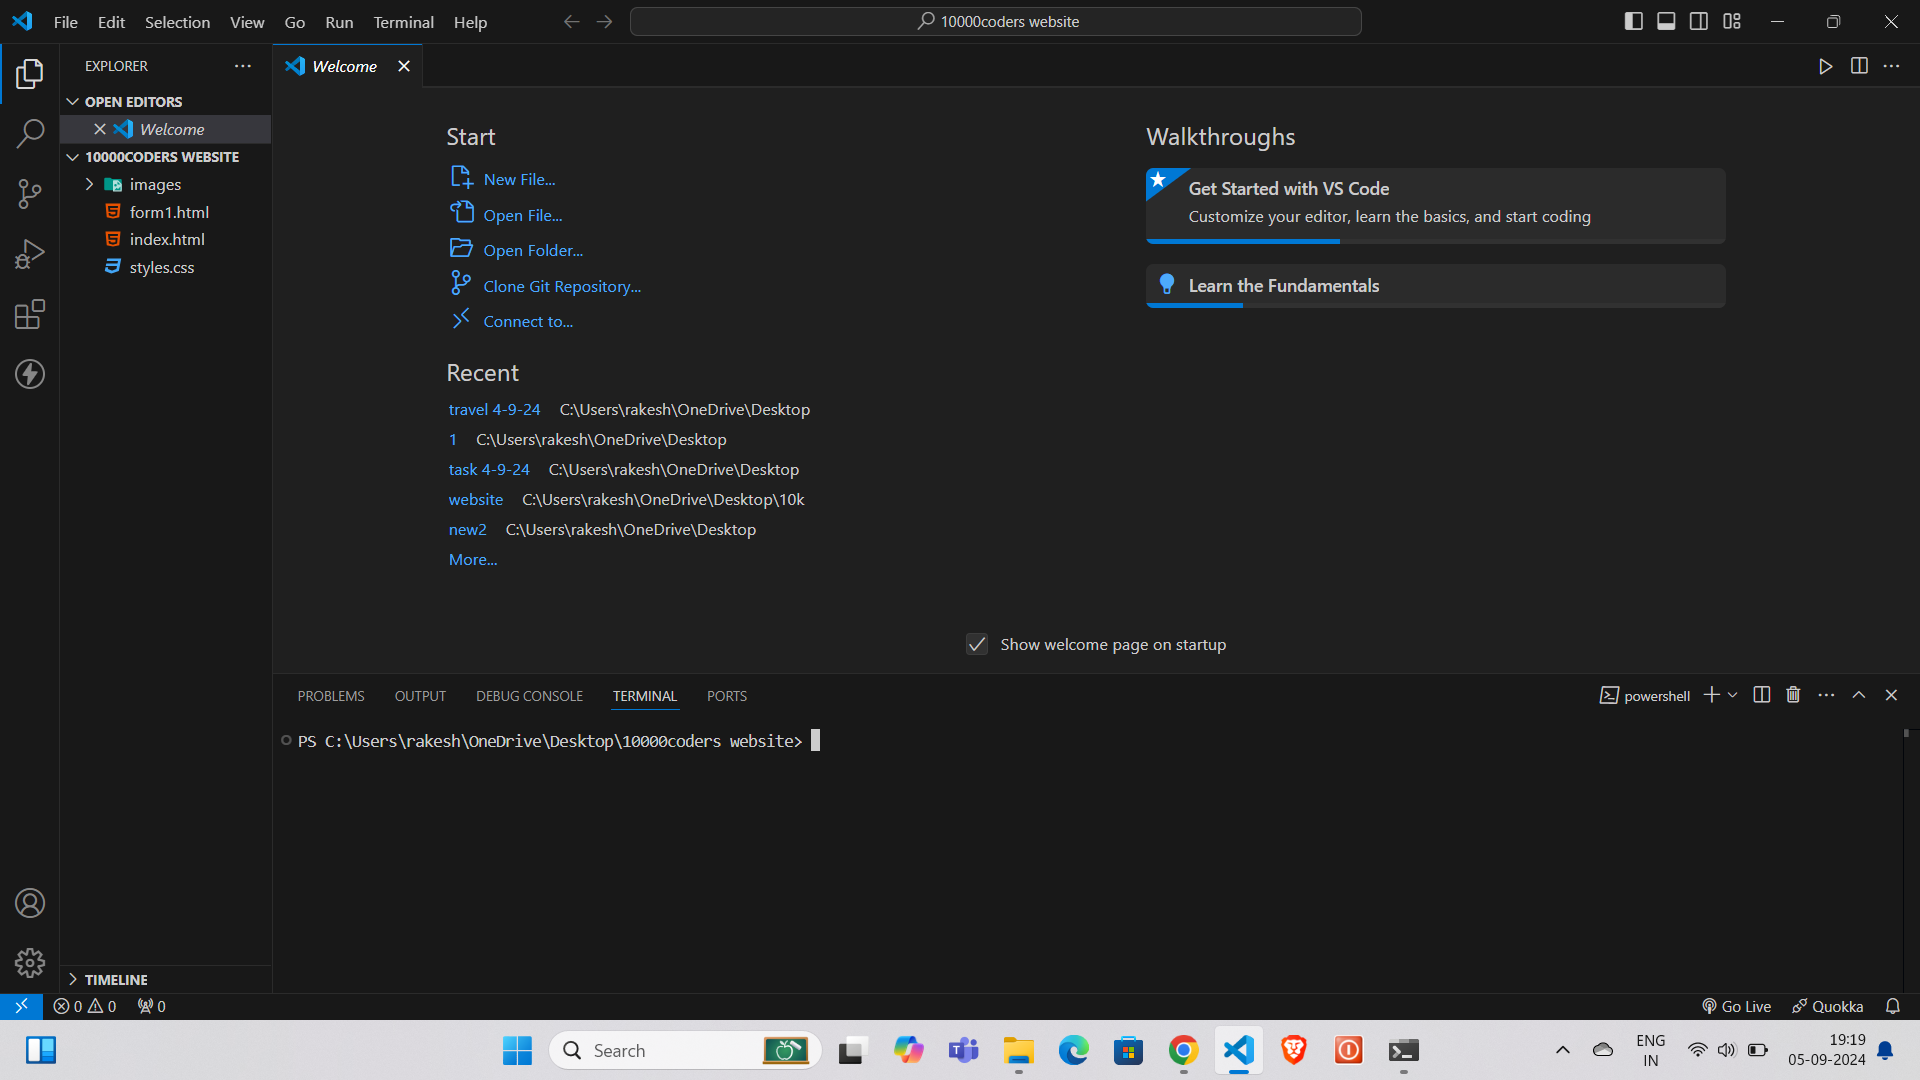 File Edit Selection View Go Run Terminal Help
10000coders website
EXPLORER
OPEN EDITORS
Welcome
10000CODERS WEBSITE
images
form1.html
index.html
styles.css
TIMELINE
Welcome
Start
New File...
Open File...
Open Folder...
Clone Git Repository...
Connect to...
Recent
travel 4-9-24 C:\Users\rakesh\OneDrive\Desktop
1 C:\Users\rakesh\OneDrive\Desktop
task 4-9-24 C:\Users\rakesh\OneDrive\Desktop
website C:\Users\rakesh\OneDrive\Desktop\10k
new2 C:\Users\rakesh\OneDrive\Desktop
More...
Walkthroughs
Get Started with VS Code
Customize your editor, learn the basics, and start coding
Learn the Fundamentals
Show welcome page on startup
PROBLEMS OUTPUT DEBUG CONSOLE TERMINAL PORTS
powershell
PS C:\Users\rakesh\OneDrive\Desktop\10000coders website>
0 0 0
Go Live Quokka
Search
ENG
IN
19:19
05-09-2024